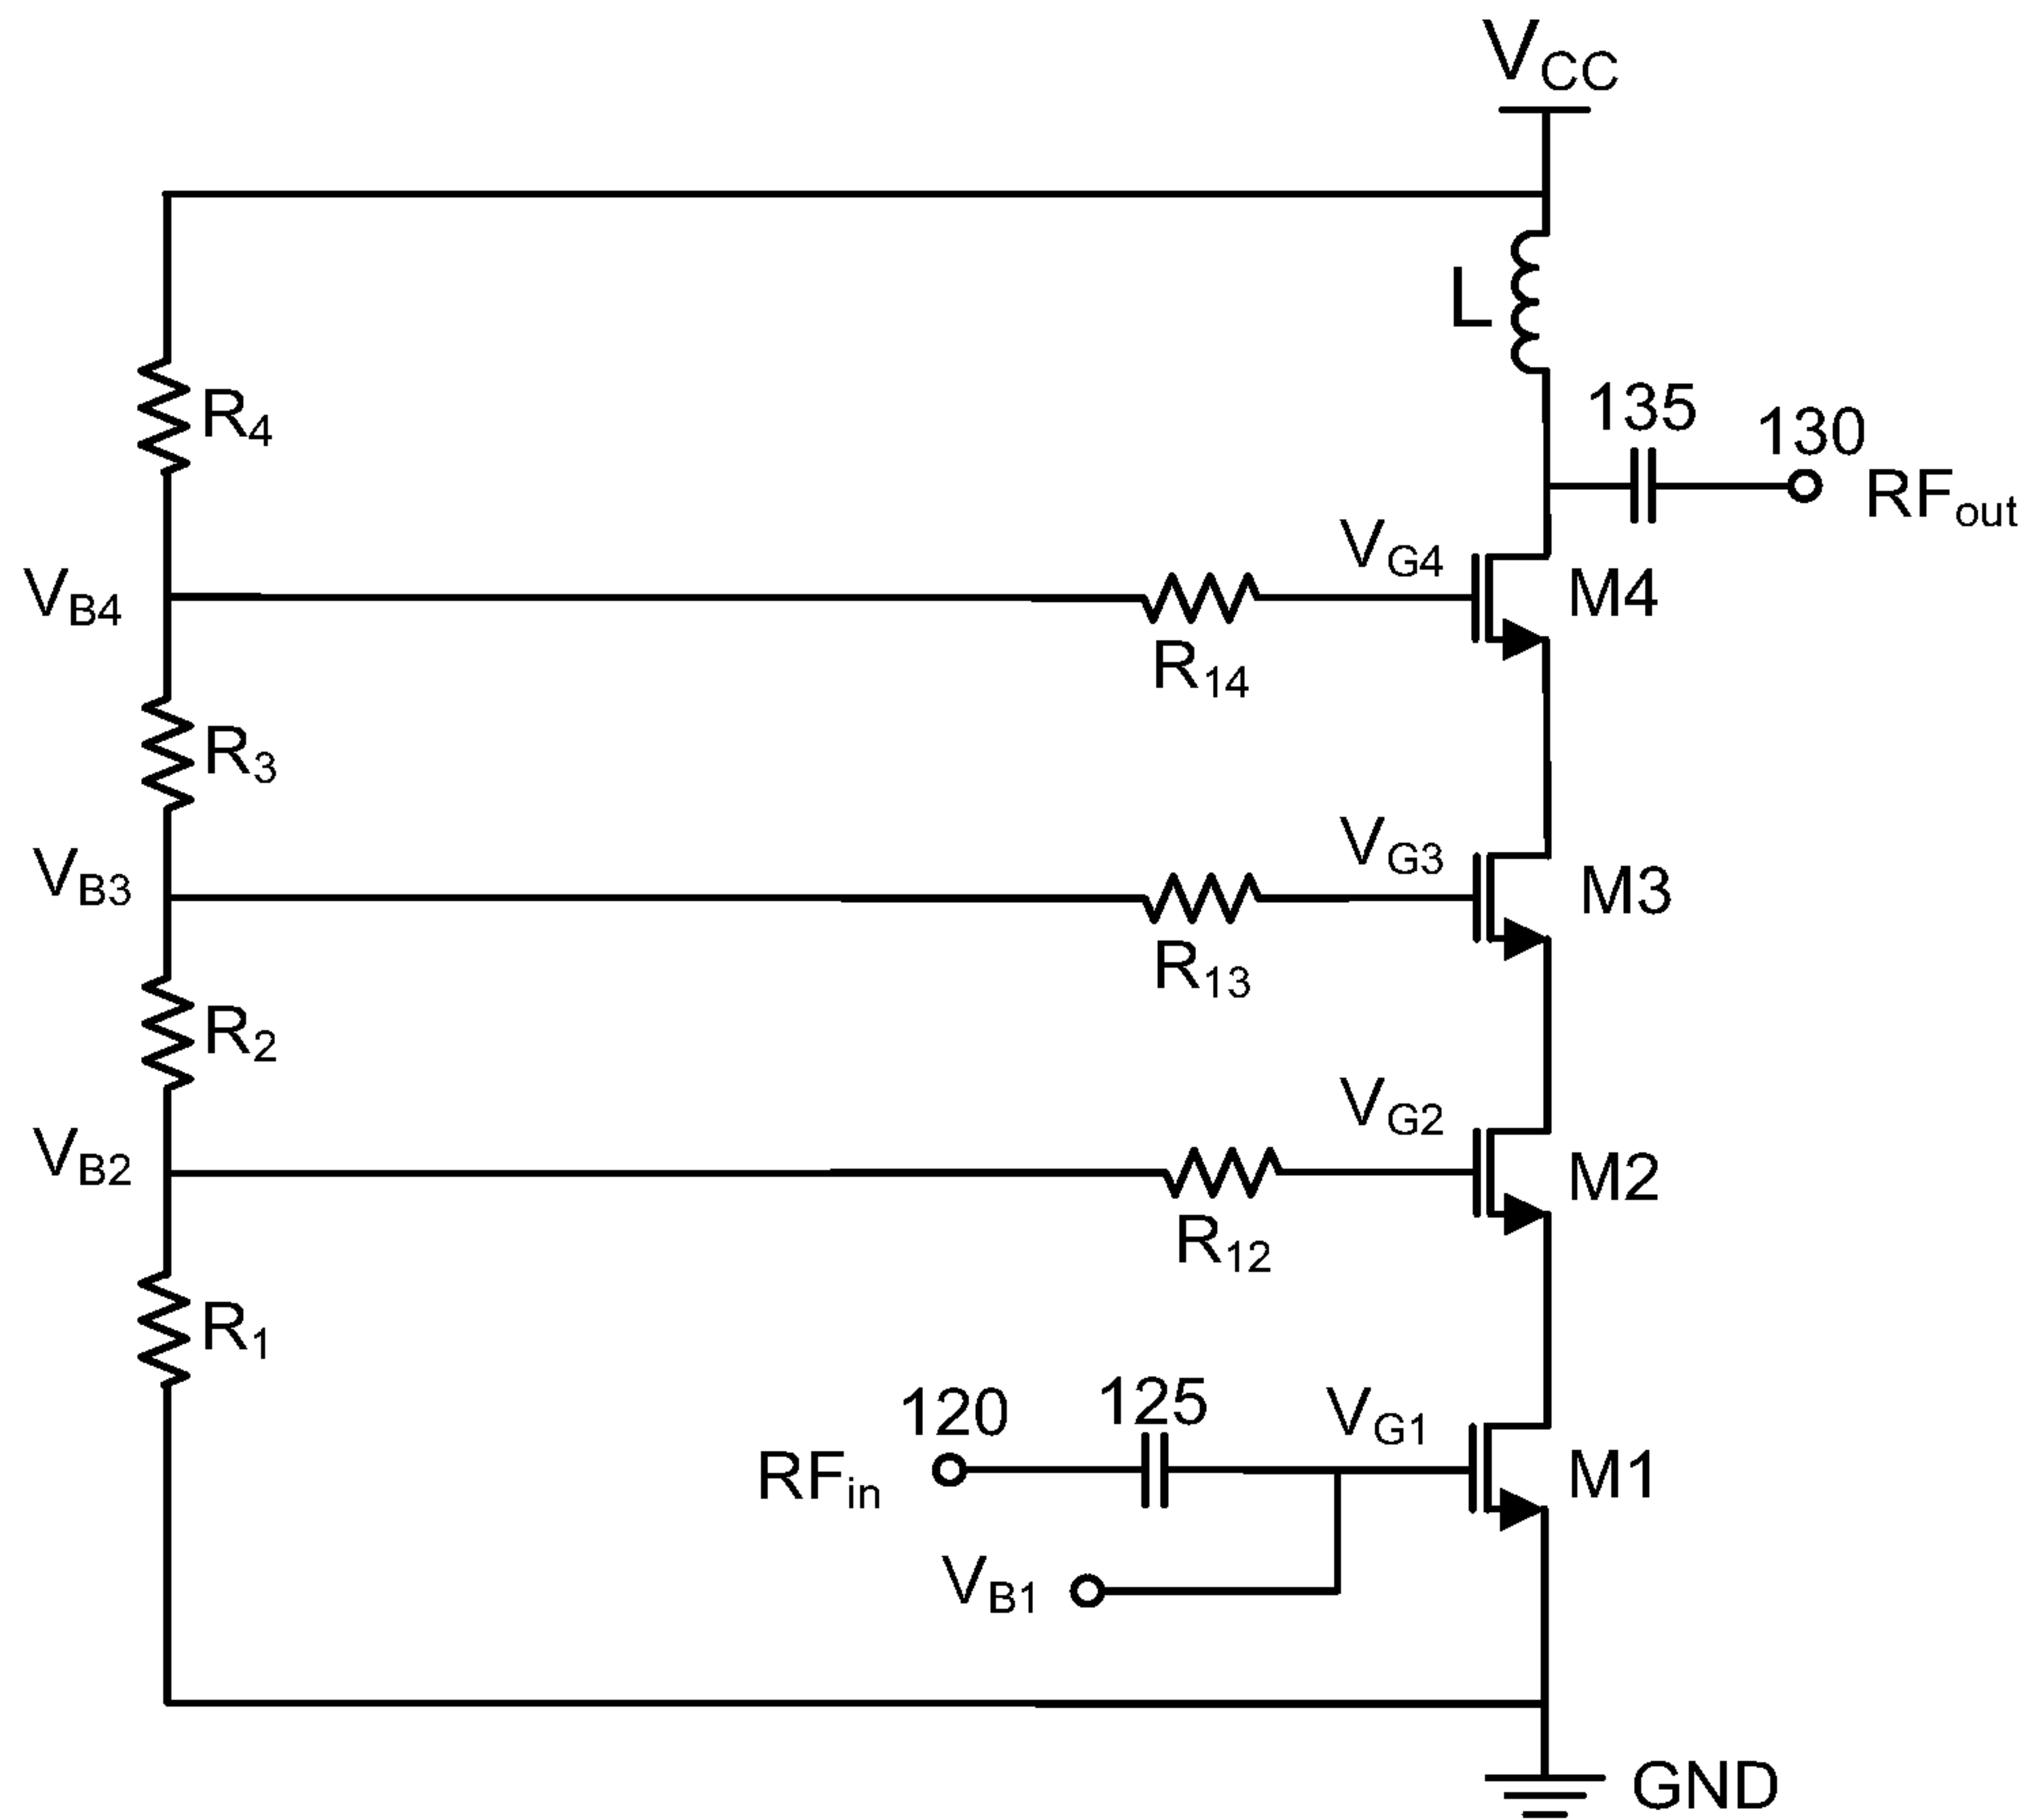 VCC
L
135
130
R4
RFout
VG4
M4
VB4
R14
R3
VG3
M3
VB3
R13
R2
VG2
M2
VB2
R12
R1
120
125
VG1
RFin
M1
VB1
GND